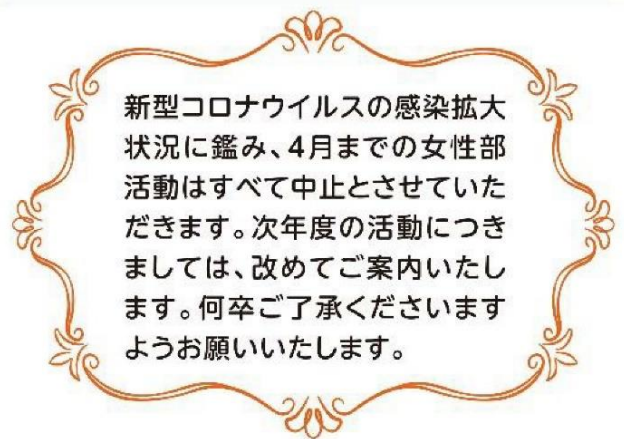 新型コロナウイルスの感染拡大
状況に鑑み、4月までの女性部
活動はすべて中止とさせていた
だきます。次年度の活動につき
ましては、改めてご案内いたし
ます。何卒ご了承くださいます
ようお願いいたします。